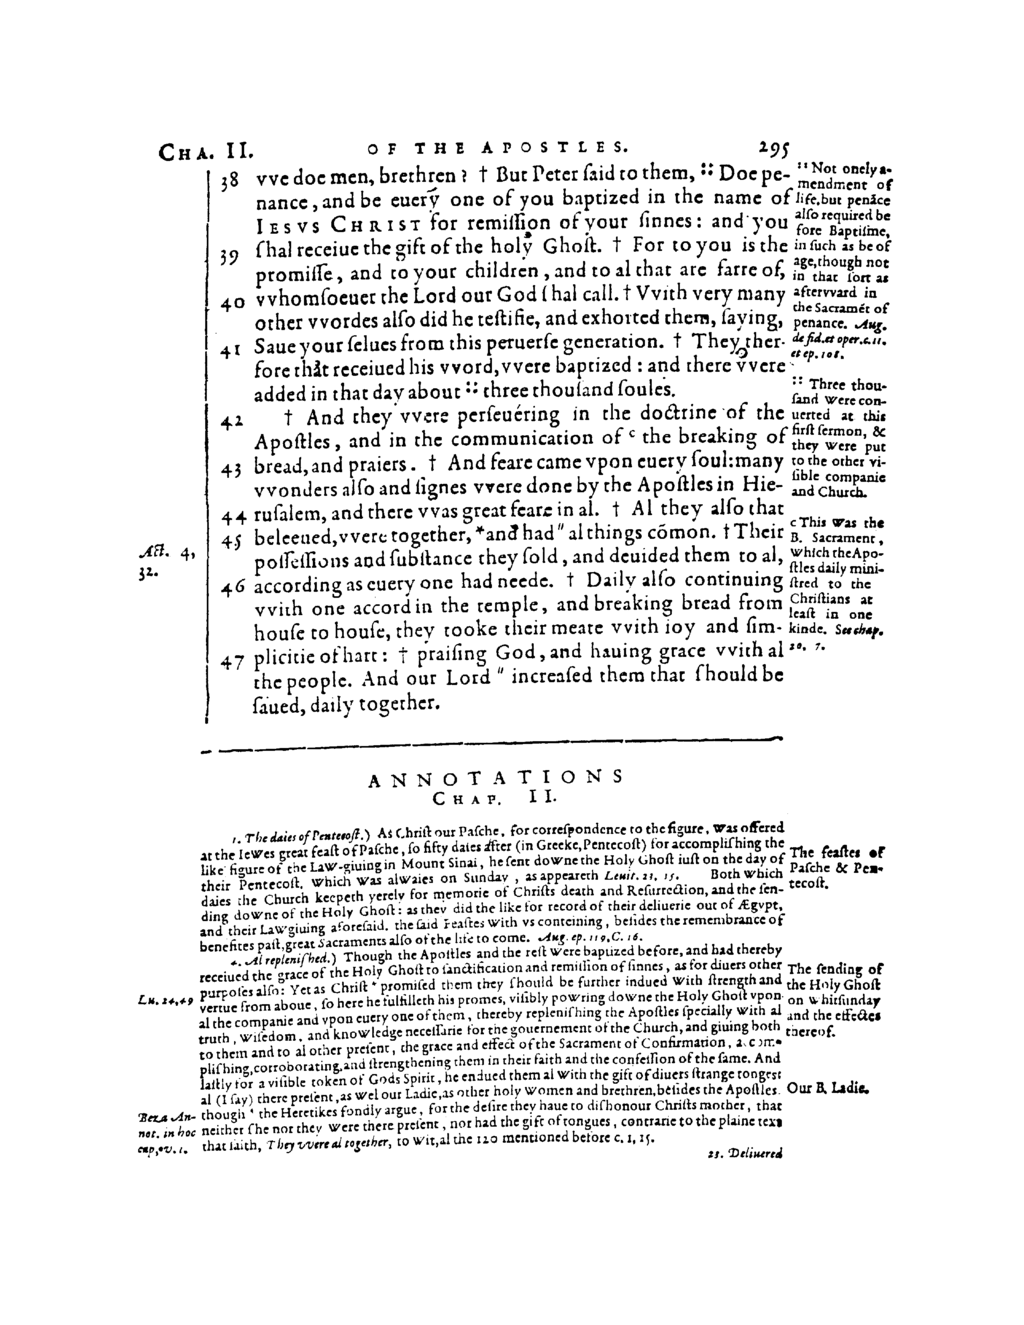 CHA. II. OF THE APOSTLES. 295
38 vve doe men, brethren? † But Peter ſaid to them, :: Doe pe-
nance, and be euery one of you baptized in the name of
IESVS CHRIST for remiſſion of your ſinnes: and you
39 ſhal receiue the gift of the holy Ghoſt. † For to you is the
promiſſe, and to your children, and to al that are farre of,
40 vvhomſoeuer the Lord our God ſhal call. † Vvith very many
other vvordes alſo did he teſtifie, and exhorted them, ſaying,
41 Saue your ſelues from this peruerſe generation. † They ther-
fore that receiued his vvord, vvere baptized: and there vvere
added in that day about :: three thouſand ſoules.
42 † And they vvere perſeuéring in the doctrine of the
Apoſtles, and in the communication of c the breaking of
43 bread, and praiers. † And feare came vpon euery ſoul: many
vvonders alſo and ſignes vvere done by the Apoſtles in Hie-
44 ruſalem, and there vvas great feare in al. † Al they alſo that
45 beleeued, vvere together, *and had " al things cōmon. † Their
poſſeſſions and ſubſtance they ſold, and deuided them to al,
46 according as euery one had neede. † Daily alſo continuing
vvith one accord in the temple, and breaking bread from
houſe to houſe, they tooke their meate vvith ioy and ſim-
47 plicitie of hart: † praiſing God, and hauing grace vvith al
the people. And our Lord " increaſed them that ſhould be
ſaued, daily together.
:: Not onely a-
mendment of
life, but penāce
alſo required be
fore Baptiſme,
in ſuch as be of
age, though not
in that ſort as
aftervvard in
the Sacramēt of
penance. Aug.
de fid. et oper. c. 11.
et ep. 108.
:: Three thou-
ſand were con-
uerted at this
firſt ſermon, &
they were put
to the other vi-
ſible companie
and Church.
c This was the
B. Sacrament,
which the Apo-
ſtles daily mini-
ſtred to the
Chriſtians at
leaſt in one
kinde. See chap.
20. 7.
Act. 4,
32.
ANNOTATIONS
CHAP. II.
1. The daies of Pentecoſt.) As Chriſt our Paſche, for correſpondence to the figure, was offered
at the Iewes great feaſt of Paſche, ſo fifty daies after (in Greeke, Pentecoſt) for accompliſhing the
like figure of the Law-giuing in Mount Sinai, he ſent downe the Holy Ghoſt iuſt on the day of
their Pentecoſt, which was alwaies on Sunday, as appeareth Leuit. 23, 15. Both which
daies the Church keepeth yerely for memorie of Chriſts death and Reſurrection, and the ſen-
ding downe of the Holy Ghoſt: as they did the like for record of their deliuerie out of Ægypt,
and their Lawgiuing aforeſaid. the ſaid Feaſtes with vs conteining, beſides the remembrance of
benefites paſt, great Sacraments alſo of the life to come. Aug. ep. 119, C. 16.
The feaſtes of
Paſche & Pen-
tecoſt.
4. Al repleniſhed.) Though the Apoſtles and the reſt were baptized before, and had thereby
receiued the grace of the Holy Ghoſt to ſanctification and remiſſion of ſinnes, as for diuers other
purpoſes alſo: Yet as Chriſt * promiſed them they ſhould be further indued with ſtrength and
vertue from aboue, ſo here he fulfilleth his promes, viſibly powring downe the Holy Ghoſt vpon
al the companie and vpon euery one of them, thereby repleniſhing the Apoſtles ſpecially with al
truth, wiſedom, and knowledge neceſſarie for the gouernement of the Church, and giuing both
to them and to al other preſent, the grace and effect of the Sacrament of Confirmation, accom-
pliſhing, corroborating, and ſtrengthening them in their faith and the confeſſion of the ſame. And
laſtly for a viſible token of Gods Spirit, he endued them al with the gift of diuers ſtrange tonges:
al (I ſay) there preſent, as wel our Ladie, as other holy women and brethren, beſides the Apoſtles.
though * the Heretikes fondly argue, for the deſire they haue to diſhonour Chriſts mother, that
neither ſhe nor they were there preſent, nor had the gift of tongues, contrarie to the plaine text
that ſaith, They vvere al together, to wit, al the 120 mentioned before c. 1, 15.
The ſending of
the Holy Ghoſt
on whitſunday
and the effectes
thereof.
Lu. 24, 49
Our B. Ladie.
Beza An-
not. in hoc
cap, v. 1.
23. Deliuered